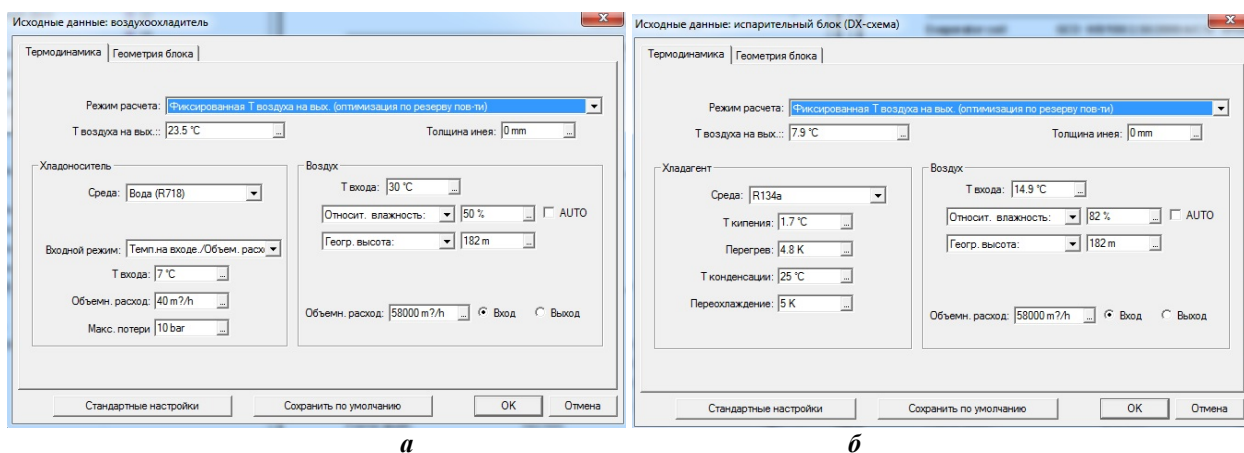 Исходные данные: воздухоохладитель
Термодинамика Геометрия блока
Режим расчета: Фиксированная Т воздуха на вых. (оптимизация по резерву пов-ти)
Т воздуха на вых.:: 23.5 °C Толщина инея: 0 mm
Хладоноситель
Среда: Вода (R718)
Входной режим: Темп.на входе./Объем. расхо
Т входа: 7 °C
Объемн. расход: 40 m?/h
Макс. потери 10 bar
Воздух
Т входа: 30 °C
Относит. влажность: 50 % AUTO
Геогр. высота: 182 m
Объемн. расход: 58000 m?/h Вход Выход
Стандартные настройки Сохранить по умолчанию OK Отмена
а
Исходные данные: испарительный блок (DX-схема)
Термодинамика Геометрия блока
Режим расчета: Фиксированная Т воздуха на вых. (оптимизация по резерву пов-ти)
Т воздуха на вых.:: 7.9 °C Толщина инея: 0 mm
Хладагент
Среда: R134a
Т кипения: 1.7 °C
Перегрев: 4.8 K
Т конденсации: 25 °C
Переохлаждение: 5 K
Воздух
Т входа: 14.9 °C
Относит. влажность: 82 % AUTO
Геогр. высота: 182 m
Объемн. расход: 58000 m?/h Вход Выход
Стандартные настройки Сохранить по умолчанию OK Отмена
б